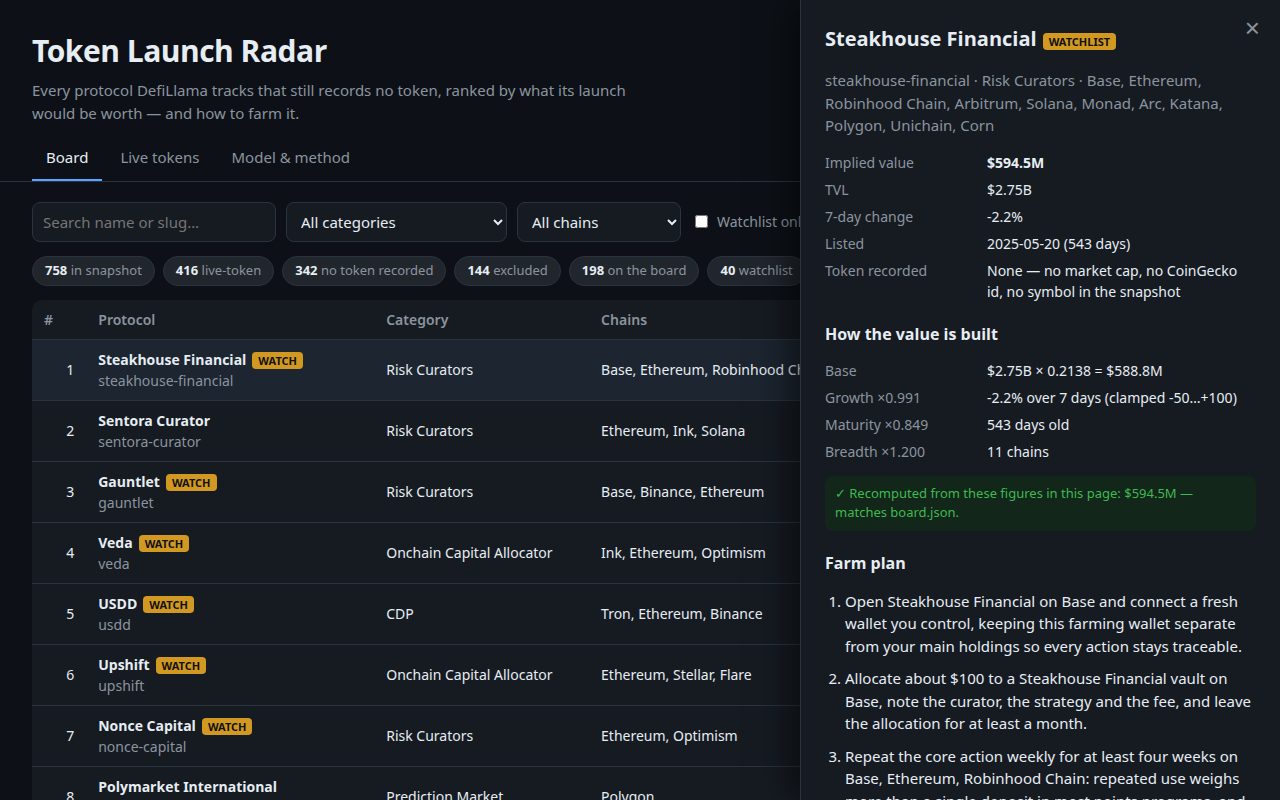 Token Launch Radar
Every protocol DefiLlama tracks that still records no token, ranked by what its launch
would be worth — and how to farm it.
Board
Live tokens
Model & method
Search name or slug...
All categories
All chains
Watchlist onl
758 in snapshot
416 live-token
342 no token recorded
144 excluded
198 on the board
40 watchlist
# Protocol Category Chains
1 Steakhouse Financial WATCH Risk Curators Base, Ethereum, Robinhood Ch
steakhouse-financial
2 Sentora Curator Risk Curators Ethereum, Ink, Solana
sentora-curator
3 Gauntlet WATCH Risk Curators Base, Binance, Ethereum
gauntlet
4 Veda WATCH Onchain Capital Allocator Ink, Ethereum, Optimism
veda
5 USDD WATCH CDP Tron, Ethereum, Binance
usdd
6 Upshift WATCH Onchain Capital Allocator Ethereum, Stellar, Flare
upshift
7 Nonce Capital WATCH Risk Curators Ethereum, Optimism
nonce-capital
8 Polymarket International Prediction Market Polygon
Steakhouse Financial WATCHLIST
×
steakhouse-financial · Risk Curators · Base, Ethereum,
Robinhood Chain, Arbitrum, Solana, Monad, Arc, Katana,
Polygon, Unichain, Corn
Implied value $594.5M
TVL $2.75B
7-day change -2.2%
Listed 2025-05-20 (543 days)
Token recorded None — no market cap, no CoinGecko
id, no symbol in the snapshot
How the value is built
Base $2.75B × 0.2138 = $588.8M
Growth ×0.991 -2.2% over 7 days (clamped -50…+100)
Maturity ×0.849 543 days old
Breadth ×1.200 11 chains
✓ Recomputed from these figures in this page: $594.5M —
matches board.json.
Farm plan
1. Open Steakhouse Financial on Base and connect a fresh
wallet you control, keeping this farming wallet separate
from your main holdings so every action stays traceable.
2. Allocate about $100 to a Steakhouse Financial vault on
Base, note the curator, the strategy and the fee, and leave
the allocation for at least a month.
3. Repeat the core action weekly for at least four weeks on
Base, Ethereum, Robinhood Chain: repeated use weighs
more than a single deposit in most points programs, and